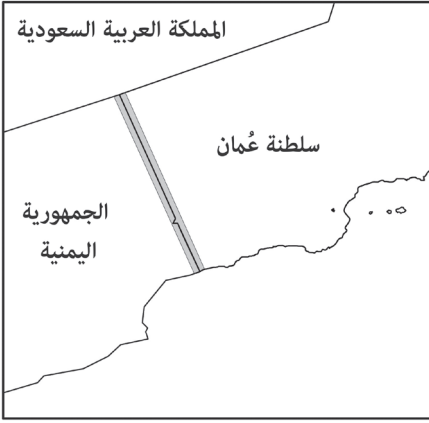 المملكة العربية السعودية
سلطنة عُمان
الجمهورية
اليمنية